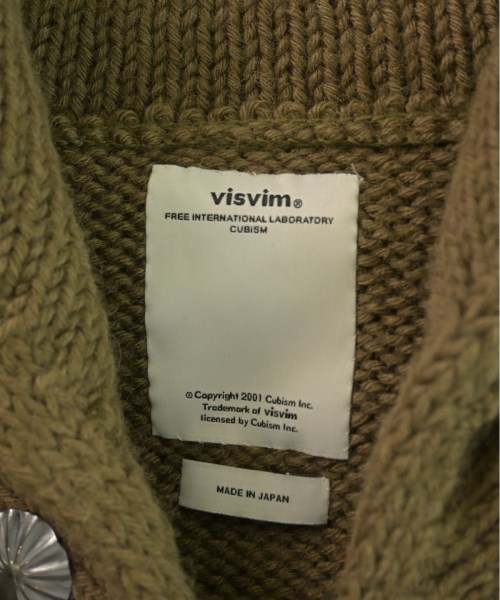 visvim®
FREE INTERNATIONAL LABORATORY
CUBISM
© Copyright 2001 Cubism Inc.
Trademark of visvim
licensed by Cubism Inc.
MADE IN JAPAN